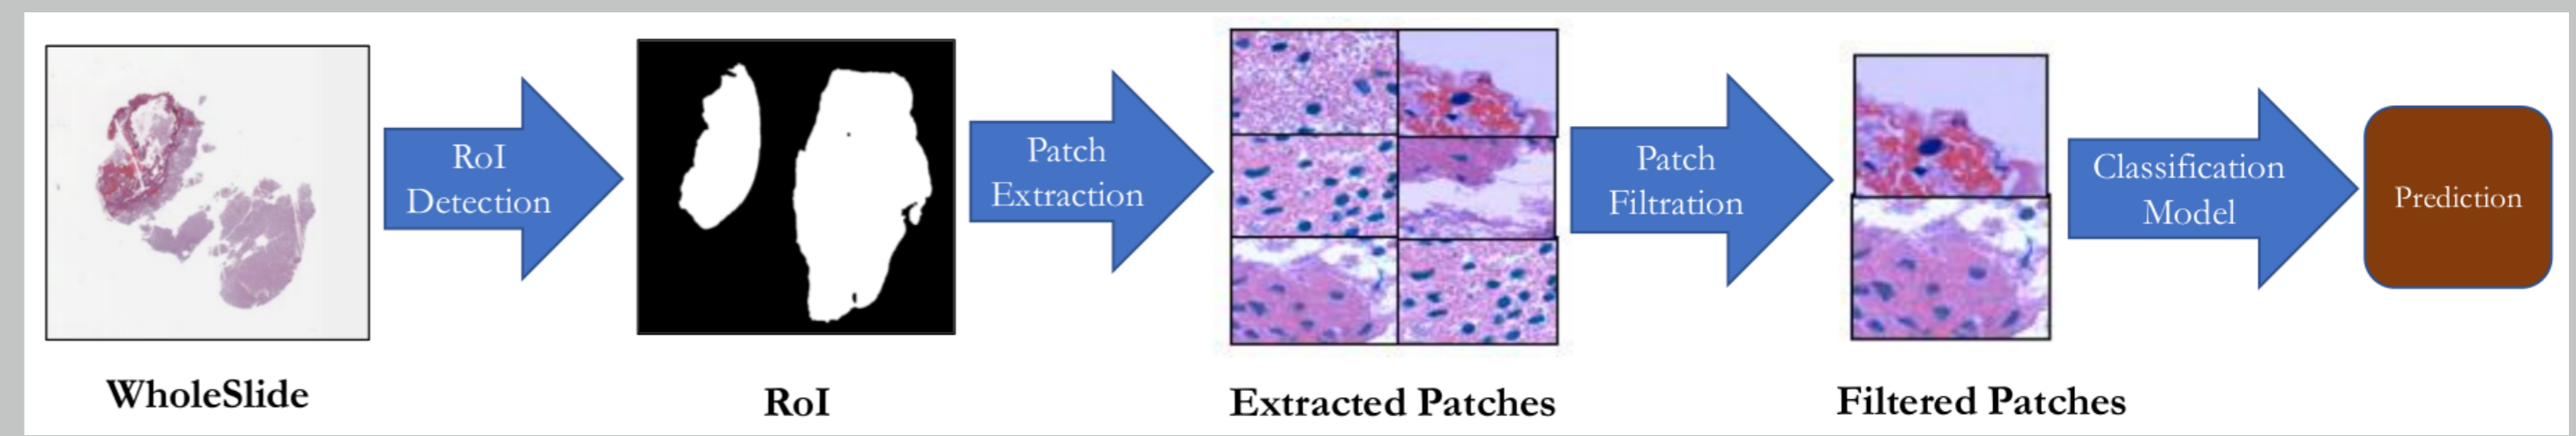 RoI
Detection
Patch
Extraction
Patch
Filtration
Classification
Model
Prediction
WholeSlide
RoI
Extracted Patches
Filtered Patches